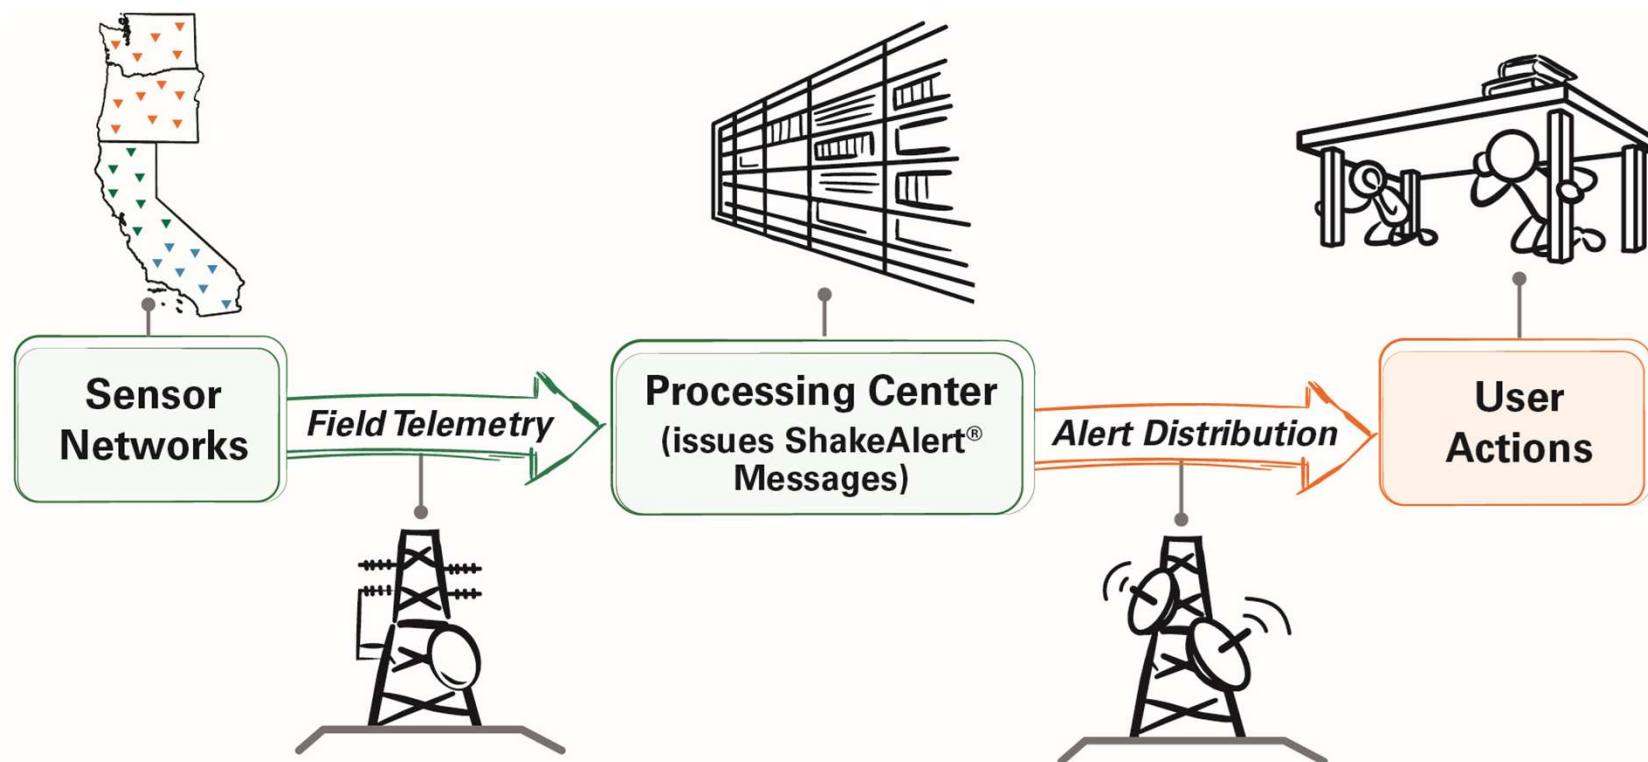 Sensor
Networks
Field Telemetry
Processing Center
(issues ShakeAlert®
Messages)
Alert Distribution
User
Actions